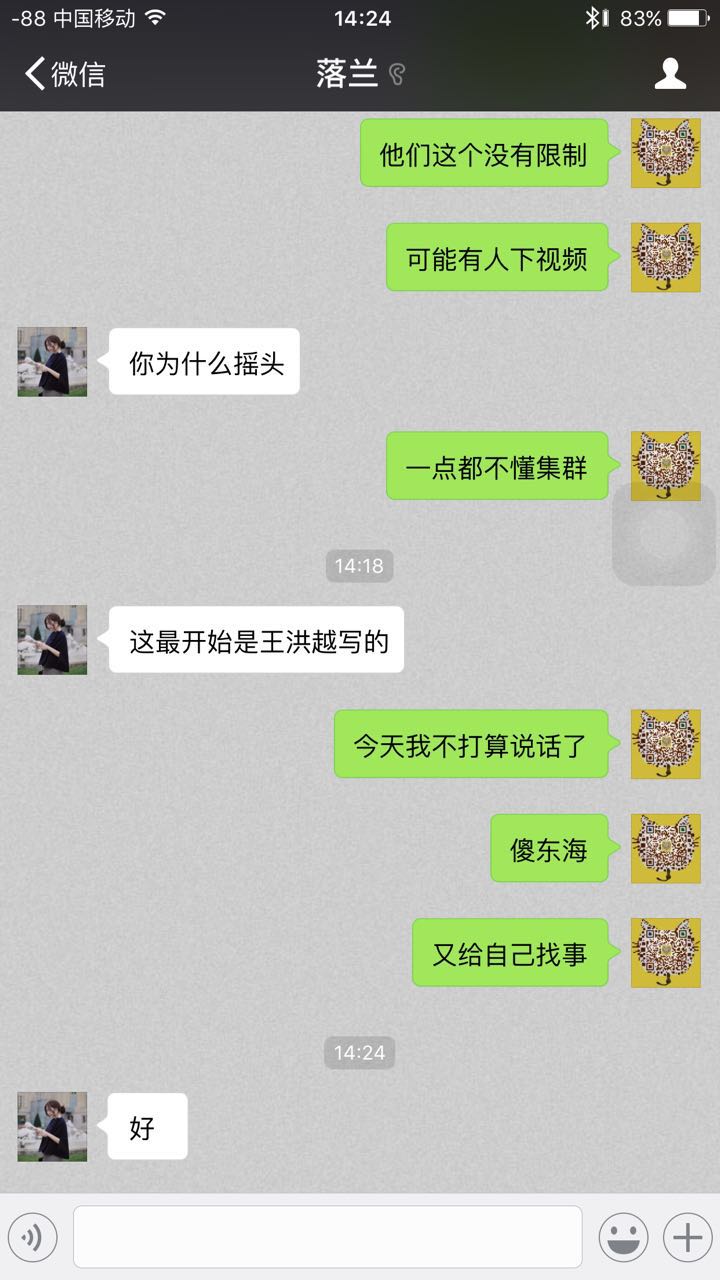 -88 中国移动 14:24 83%
微信 落兰
他们这个没有限制
可能有人下视频
你为什么摇头
一点都不懂集群
14:18
这最开始是王洪越写的
今天我不打算说话了
傻东海
又给自己找事
14:24
好